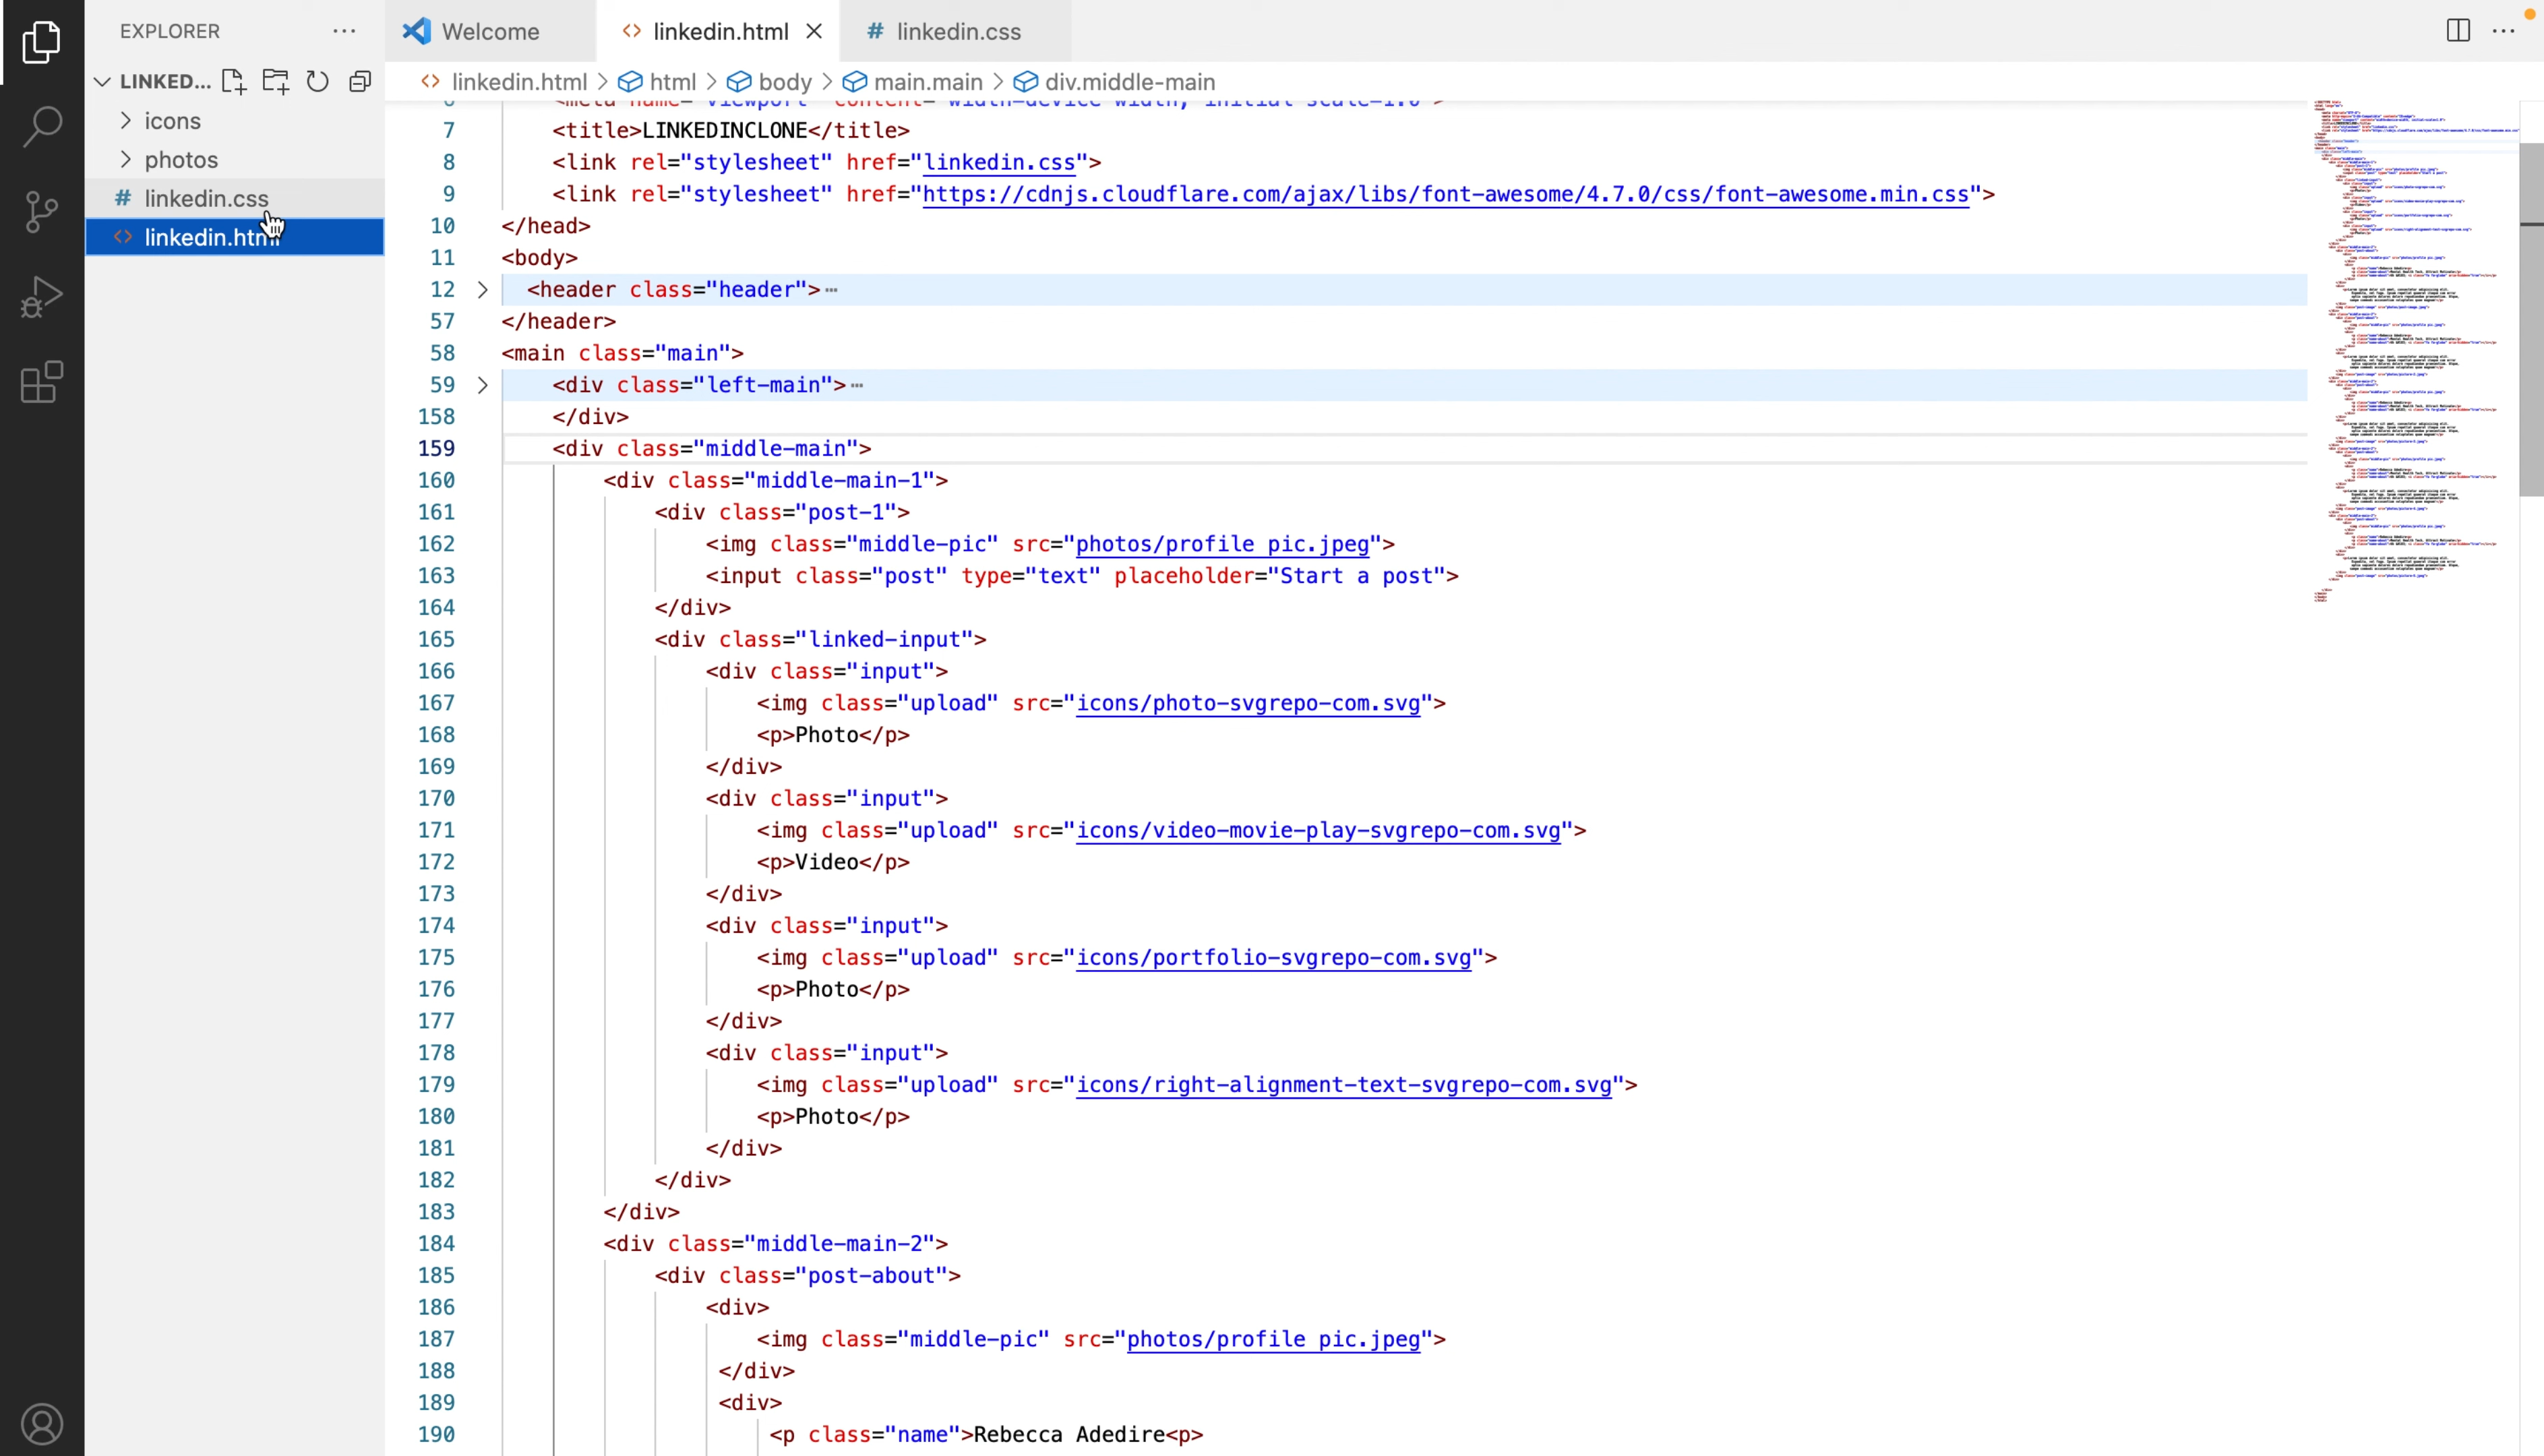 EXPLORER
LINKED...
icons
photos
# linkedin.css
<> linkedin.html
Welcome
<> linkedin.html
# linkedin.css
<> linkedin.html > html > body > main.main > div.middle-main
6 <meta name="viewport" content="width=device-width, initial-scale=1.0">
7 <title>LINKEDINCLONE</title>
8 <link rel="stylesheet" href="linkedin.css">
9 <link rel="stylesheet" href="https://cdnjs.cloudflare.com/ajax/libs/font-awesome/4.7.0/css/font-awesome.min.css">
10 </head>
11 <body>
12 <header class="header">
57 </header>
58 <main class="main">
59 <div class="left-main">
158 </div>
159 <div class="middle-main">
160 <div class="middle-main-1">
161 <div class="post-1">
162 <img class="middle-pic" src="photos/profile pic.jpeg">
163 <input class="post" type="text" placeholder="Start a post">
164 </div>
165 <div class="linked-input">
166 <div class="input">
167 <img class="upload" src="icons/photo-svgrepo-com.svg">
168 <p>Photo</p>
169 </div>
170 <div class="input">
171 <img class="upload" src="icons/video-movie-play-svgrepo-com.svg">
172 <p>Video</p>
173 </div>
174 <div class="input">
175 <img class="upload" src="icons/portfolio-svgrepo-com.svg">
176 <p>Photo</p>
177 </div>
178 <div class="input">
179 <img class="upload" src="icons/right-alignment-text-svgrepo-com.svg">
180 <p>Photo</p>
181 </div>
182 </div>
183 </div>
184 <div class="middle-main-2">
185 <div class="post-about">
186 <div>
187 <img class="middle-pic" src="photos/profile pic.jpeg">
188 </div>
189 <div>
190 <p class="name">Rebecca Adedire<p>